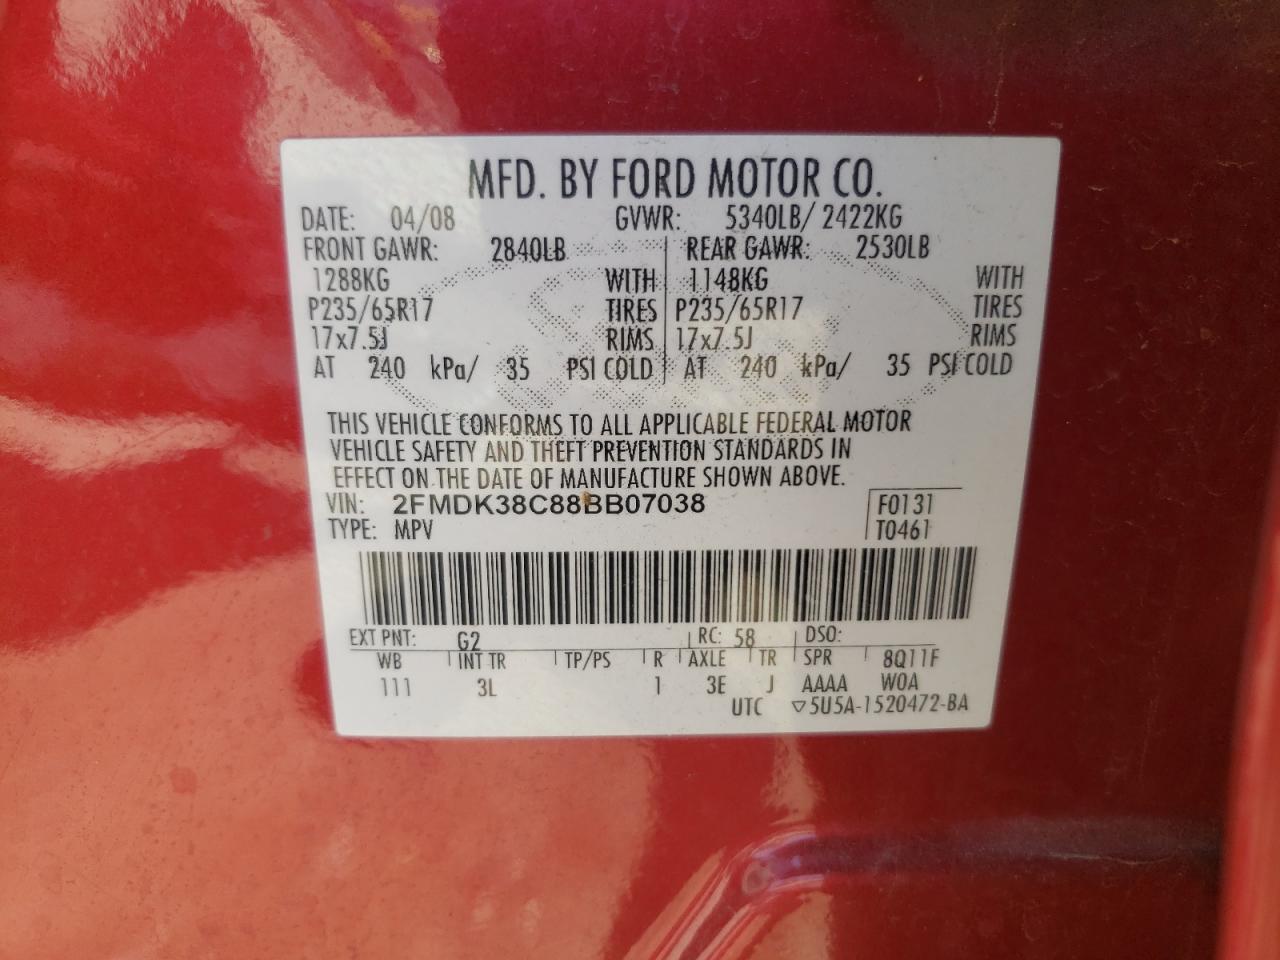 MFD. BY FORD MOTOR CO.
DATE: 04/08 GVWR: 5340LB/ 2422KG
FRONT GAWR: 2840LB REAR GAWR: 2530LB
1288KG WITH 1148KG WITH
P235/65R17 TIRES P235/65R17 TIRES
17x7.5J RIMS 17x7.5J RIMS
AT 240 kPa/ 35 PSI COLD AT 240 kPa/ 35 PSI COLD
THIS VEHICLE CONFORMS TO ALL APPLICABLE FEDERAL MOTOR
VEHICLE SAFETY AND THEFT PREVENTION STANDARDS IN
EFFECT ON THE DATE OF MANUFACTURE SHOWN ABOVE.
VIN: 2FMDK38C88BB07038 F0131
TYPE: MPV T0461
EXT PNT: G2 RC: 58 DSO:
WB INT TR TP/PS R AXLE TR SPR 8Q11F
111 3L 1 3E J AAAA W0A
UTC ▽5U5A-1520472-BA